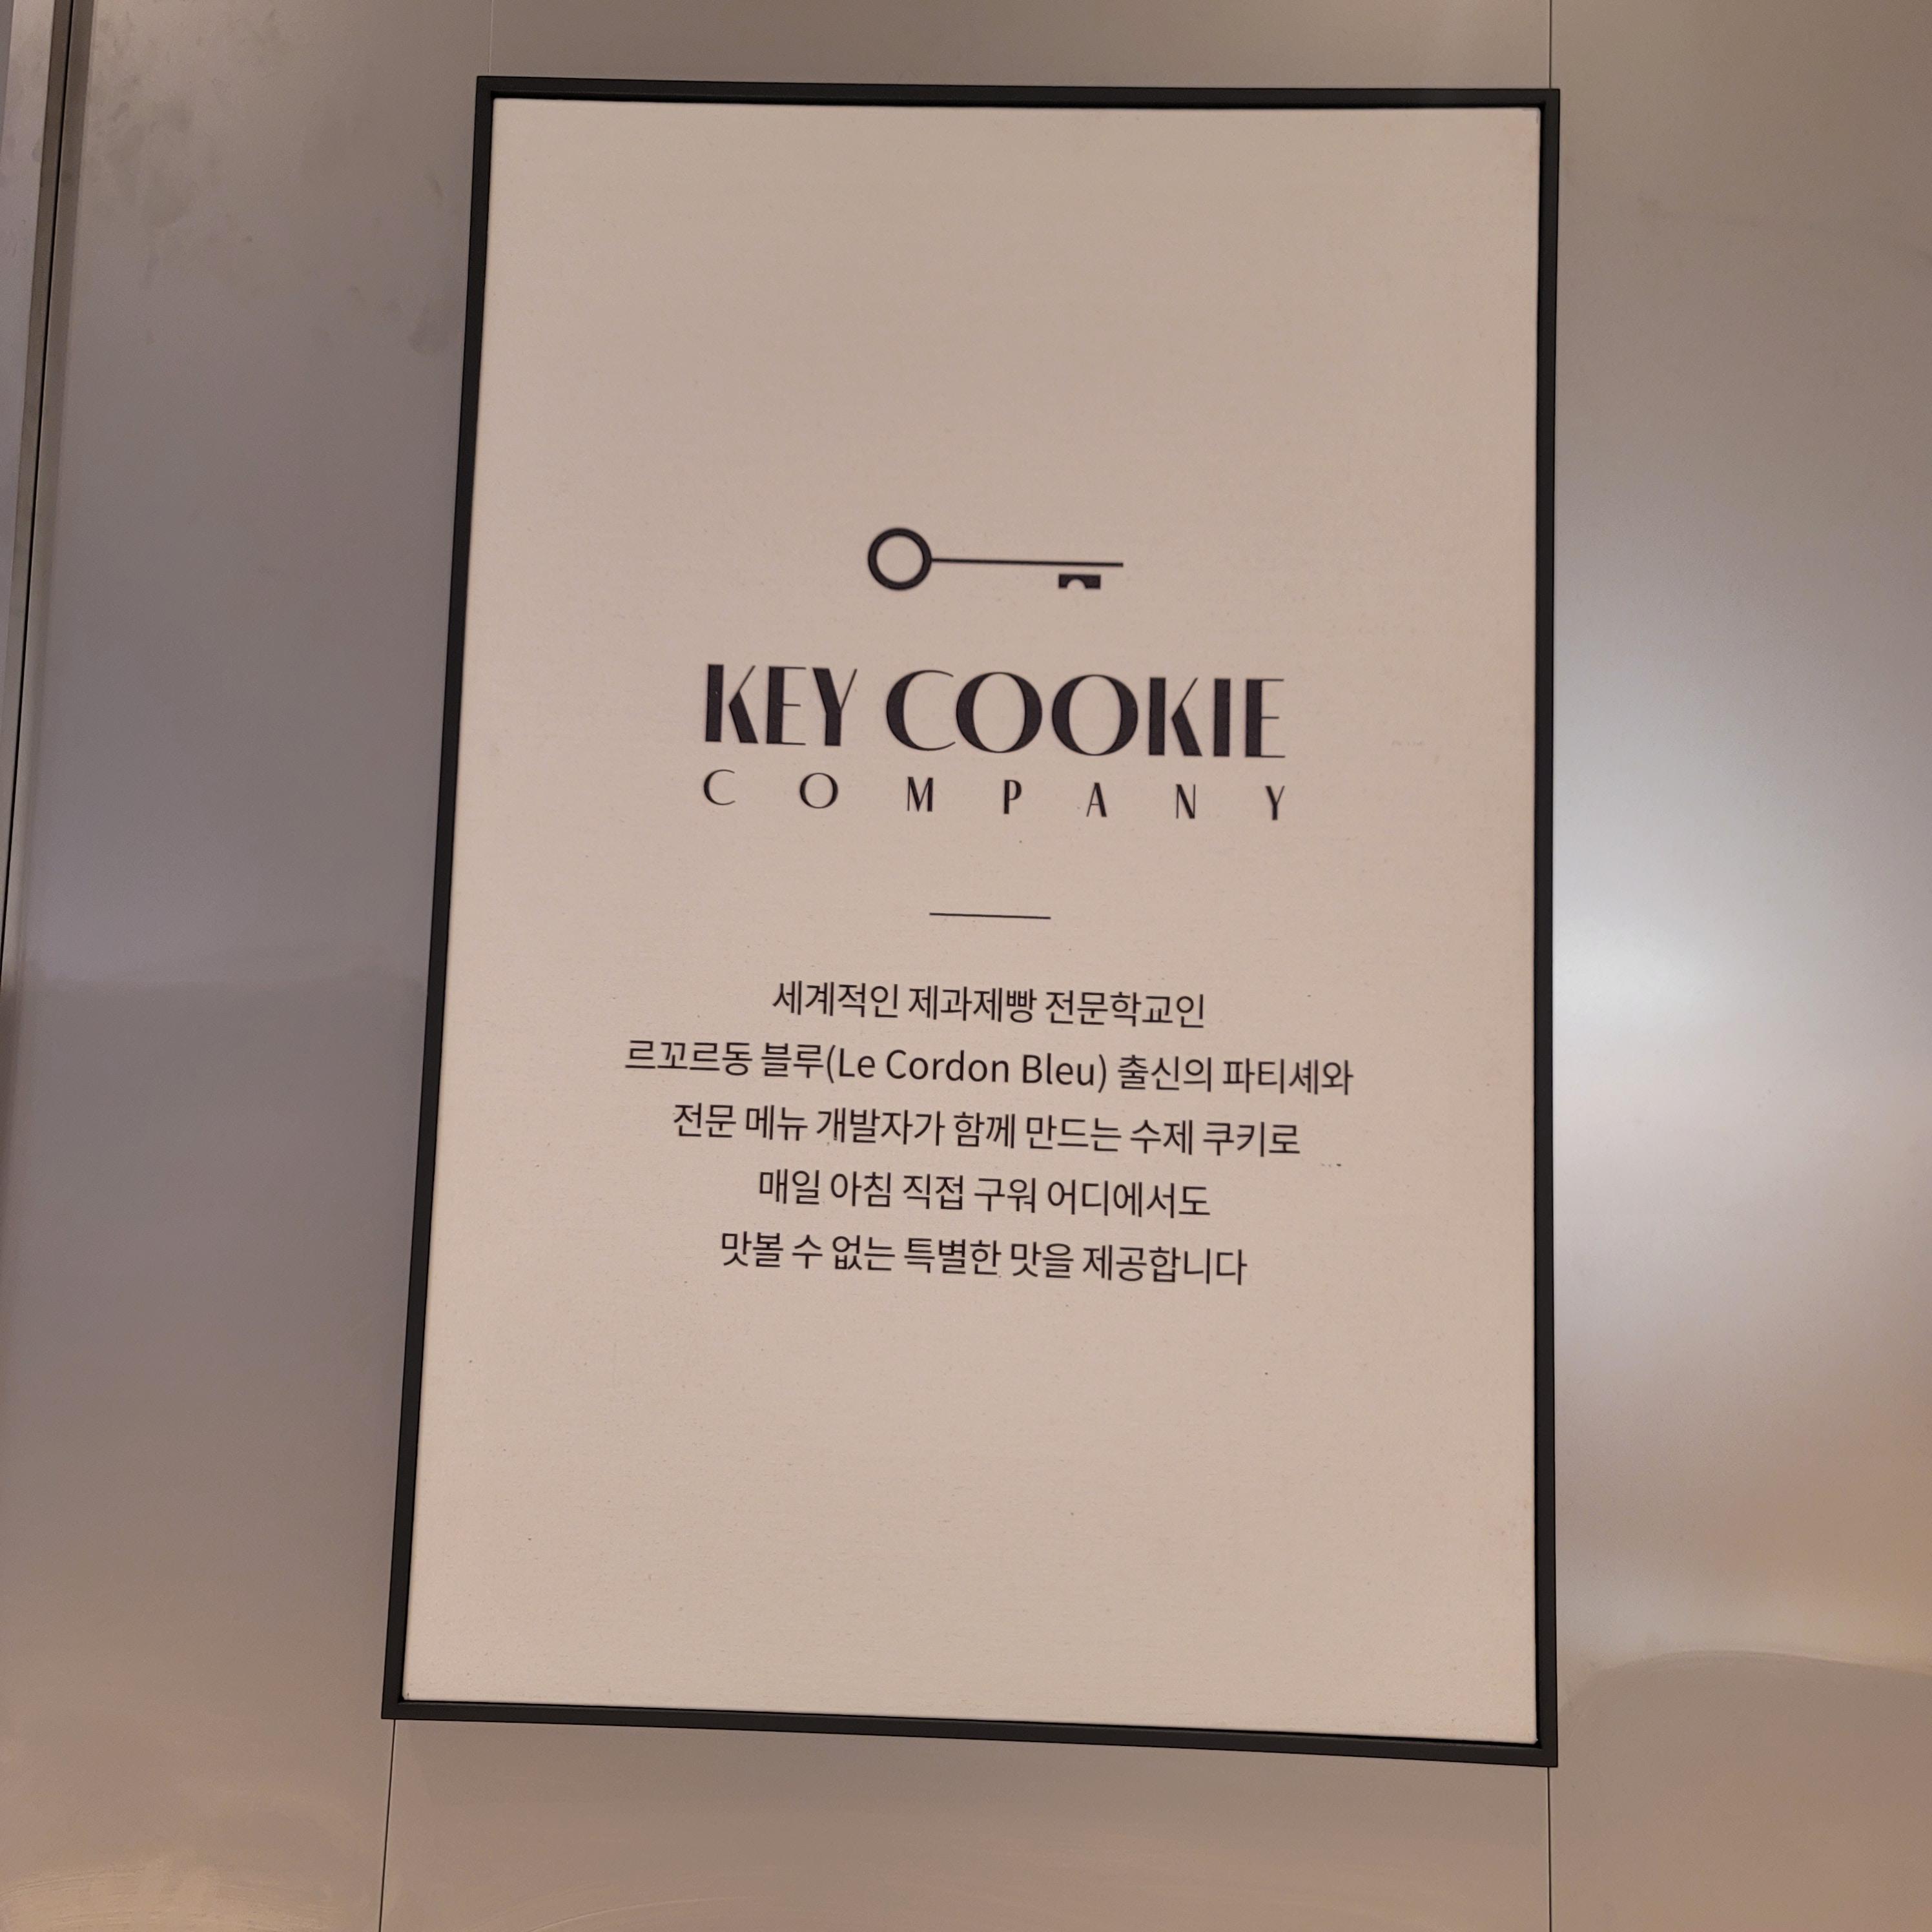 KEY COOKIE
COMPANY
세계적인 제과제빵 전문학교인
르꼬르동 블루(Le Cordon Bleu) 출신의 파티셰와
전문 메뉴 개발자가 함께 만드는 수제 쿠키로
매일 아침 직접 구워 어디에서도
맛볼 수 없는 특별한 맛을 제공합니다